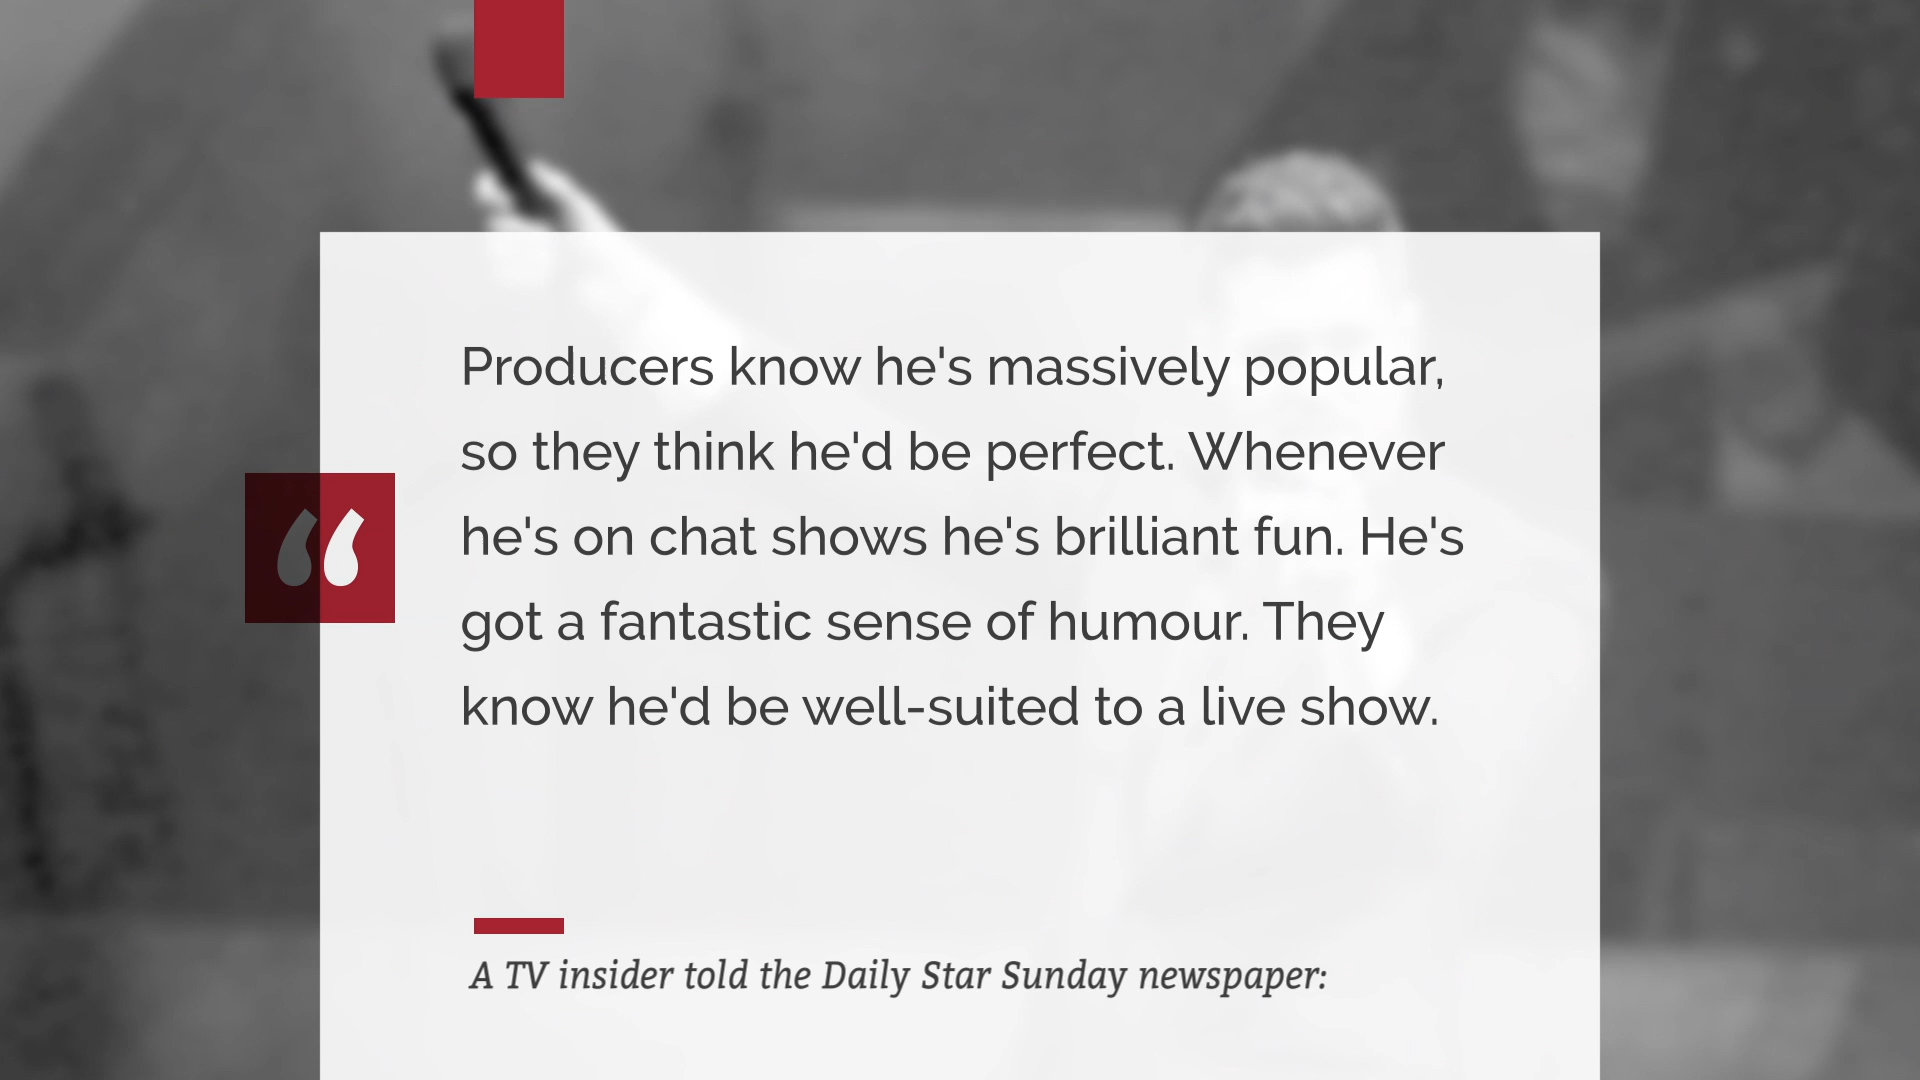 Producers know he's massively popular,
so they think he'd be perfect. Whenever
he's on chat shows he's brilliant fun. He's
got a fantastic sense of humour. They
know he'd be well-suited to a live show.
A TV insider told the Daily Star Sunday newspaper: